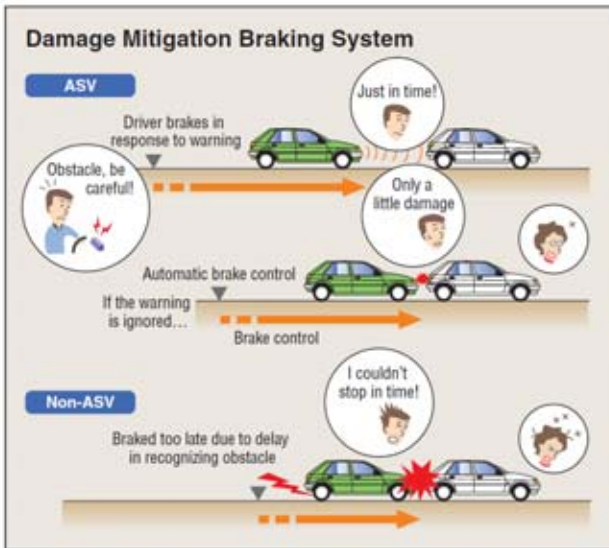 Damage Mitigation Braking System
ASV
Just in time!
Driver brakes in
response to warning
Obstacle, be
careful!
Only a
little damage
Automatic brake control
If the warning
is ignored...
Brake control
I couldn't
stop in time!
Non-ASV
Braked too late due to delay
in recognizing obstacle